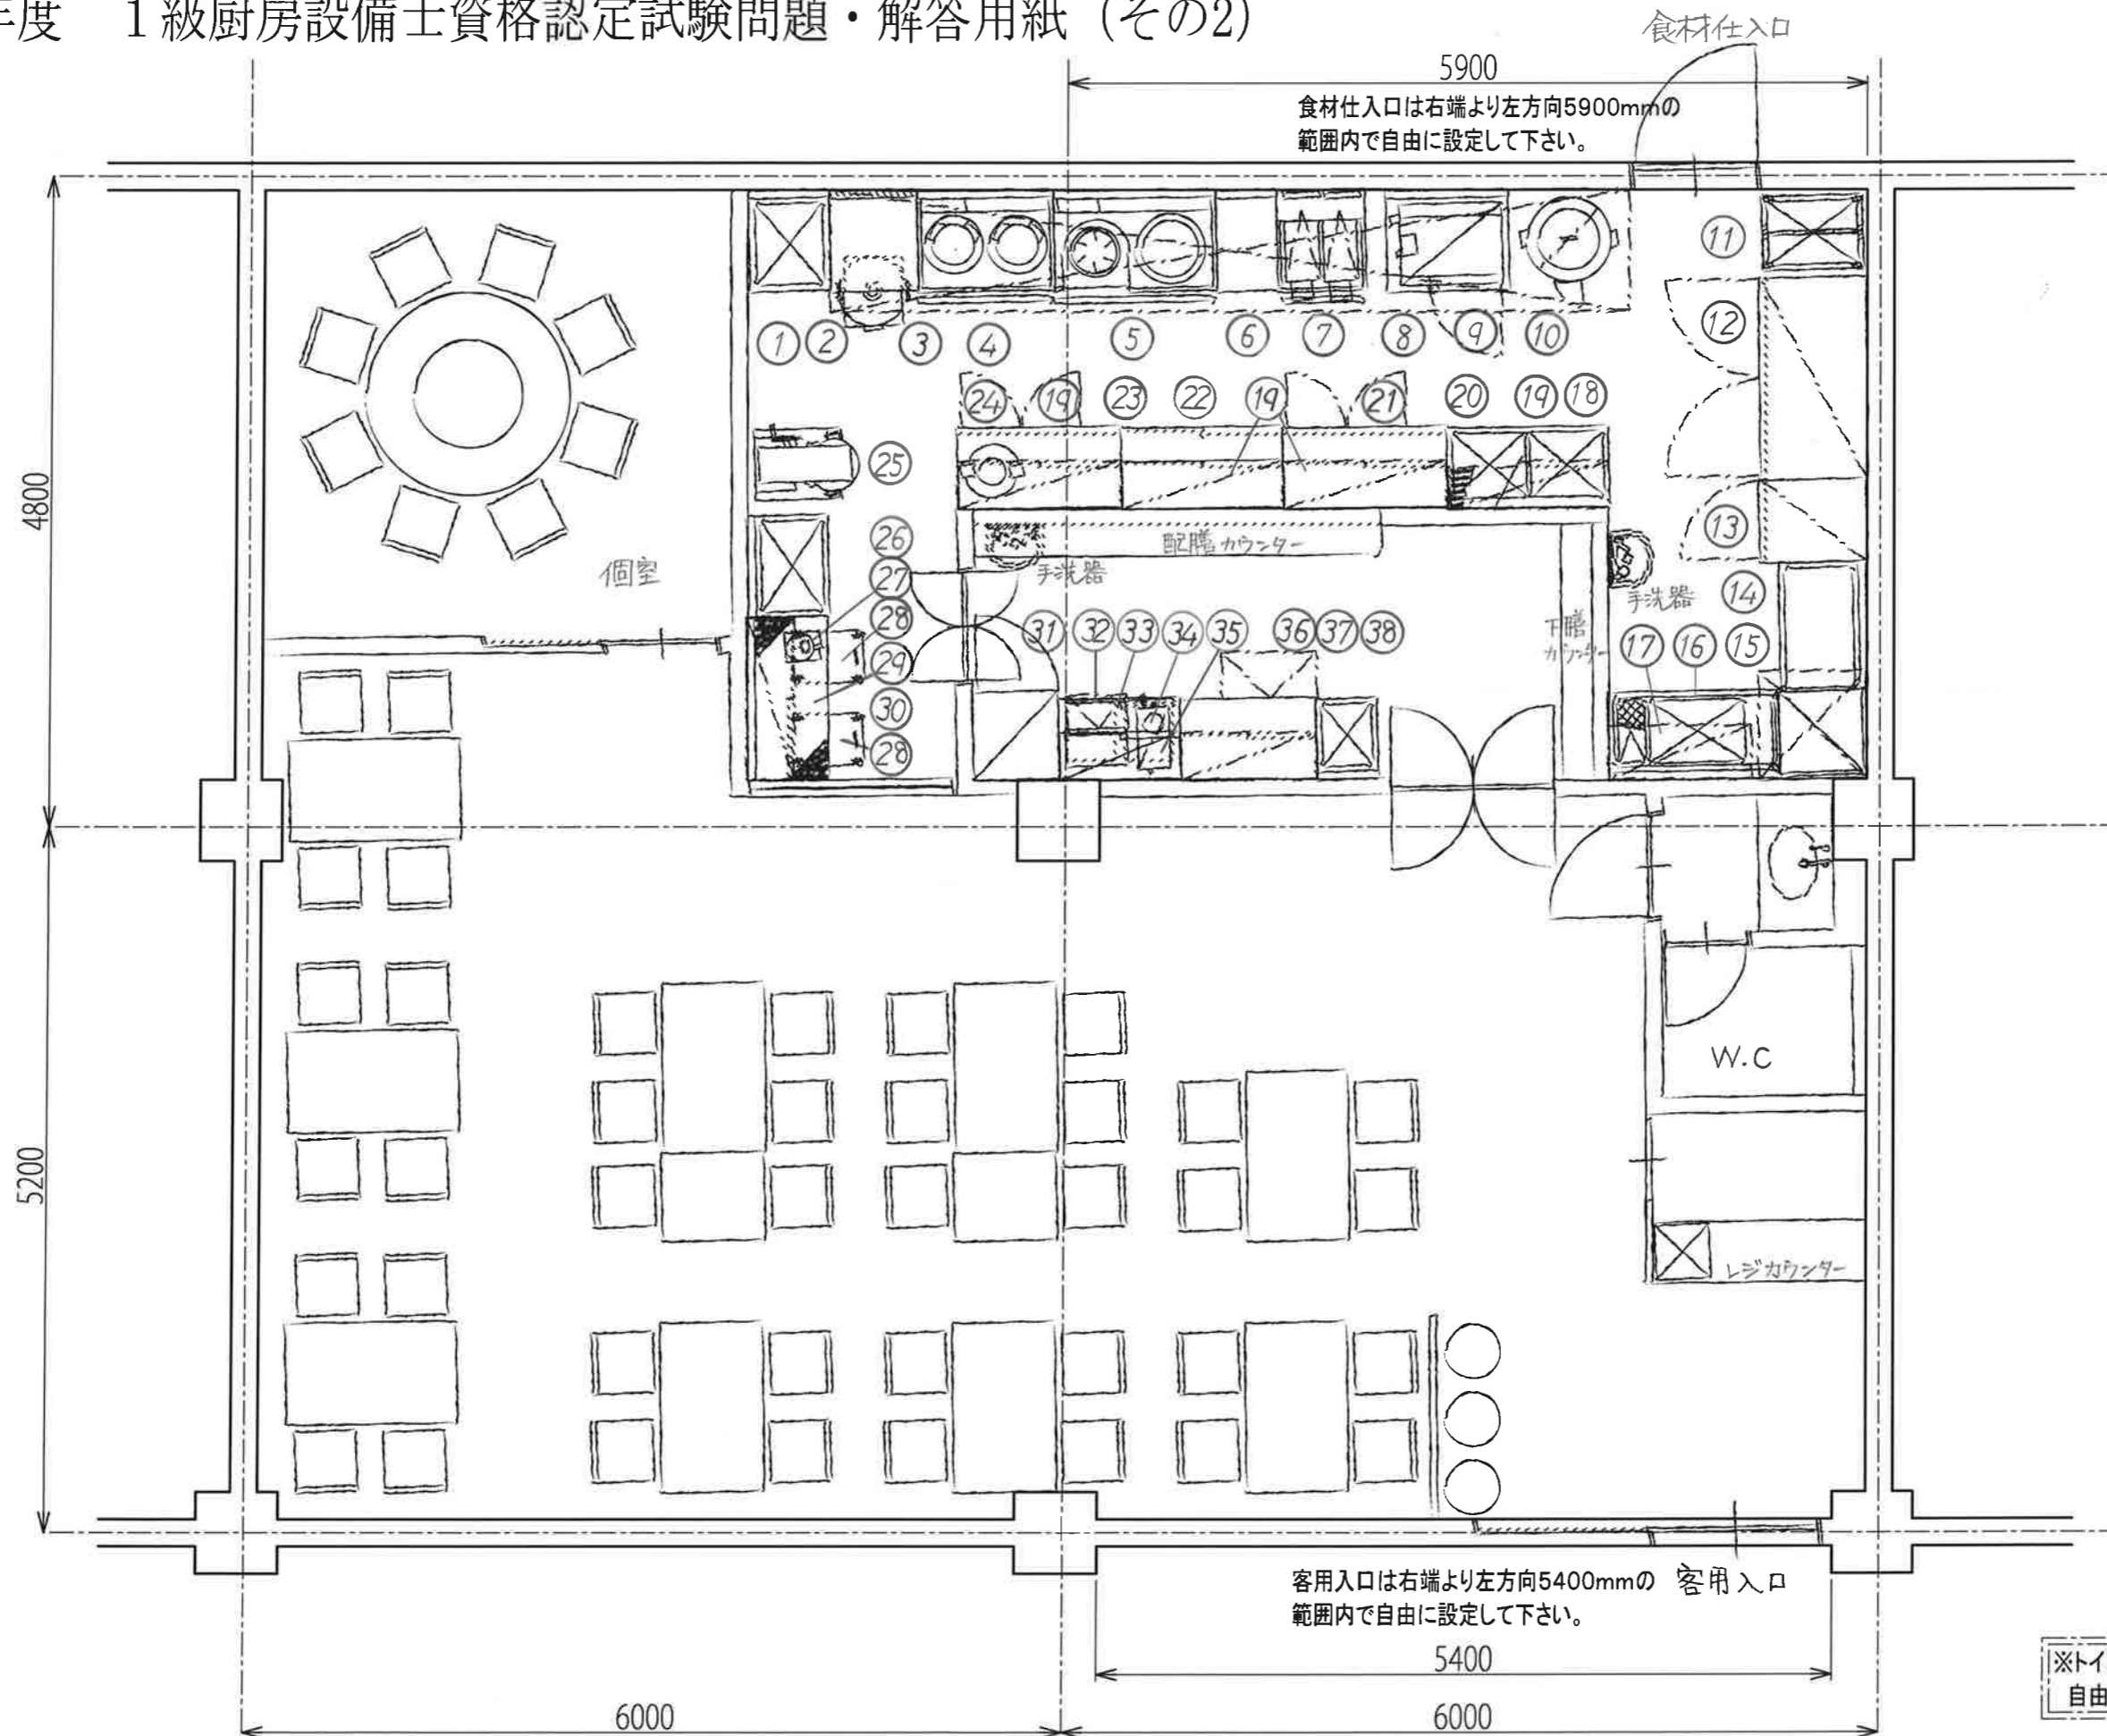 年度　１級厨房設備士資格認定試験問題・解答用紙（その2）
食材仕入口
5900
食材仕入口は右端より左方向5900mmの
範囲内で自由に設定して下さい。
⑪
⑫
① ② ③ ④ ⑤ ⑥ ⑦ ⑧ ⑨ ⑩
㉔ ⑲ ㉓ ㉒ ⑲ ㉑ ⑳ ⑲ ⑱
㉕
⑬
4800
個室
㉖
㉗
㉘
㉙
㉚
㉘
配膳カウンター
手洗器
手洗器
⑭
㉛ ㉜ ㉝ ㉞ ㉟ ㊱ ㊲ ㊳
下膳
カウンター
⑰ ⑯ ⑮
W.C
5200
レジカウンター
客用入口は右端より左方向5400mmの
範囲内で自由に設定して下さい。
客用入口
5400
6000
6000
※トイ
自由